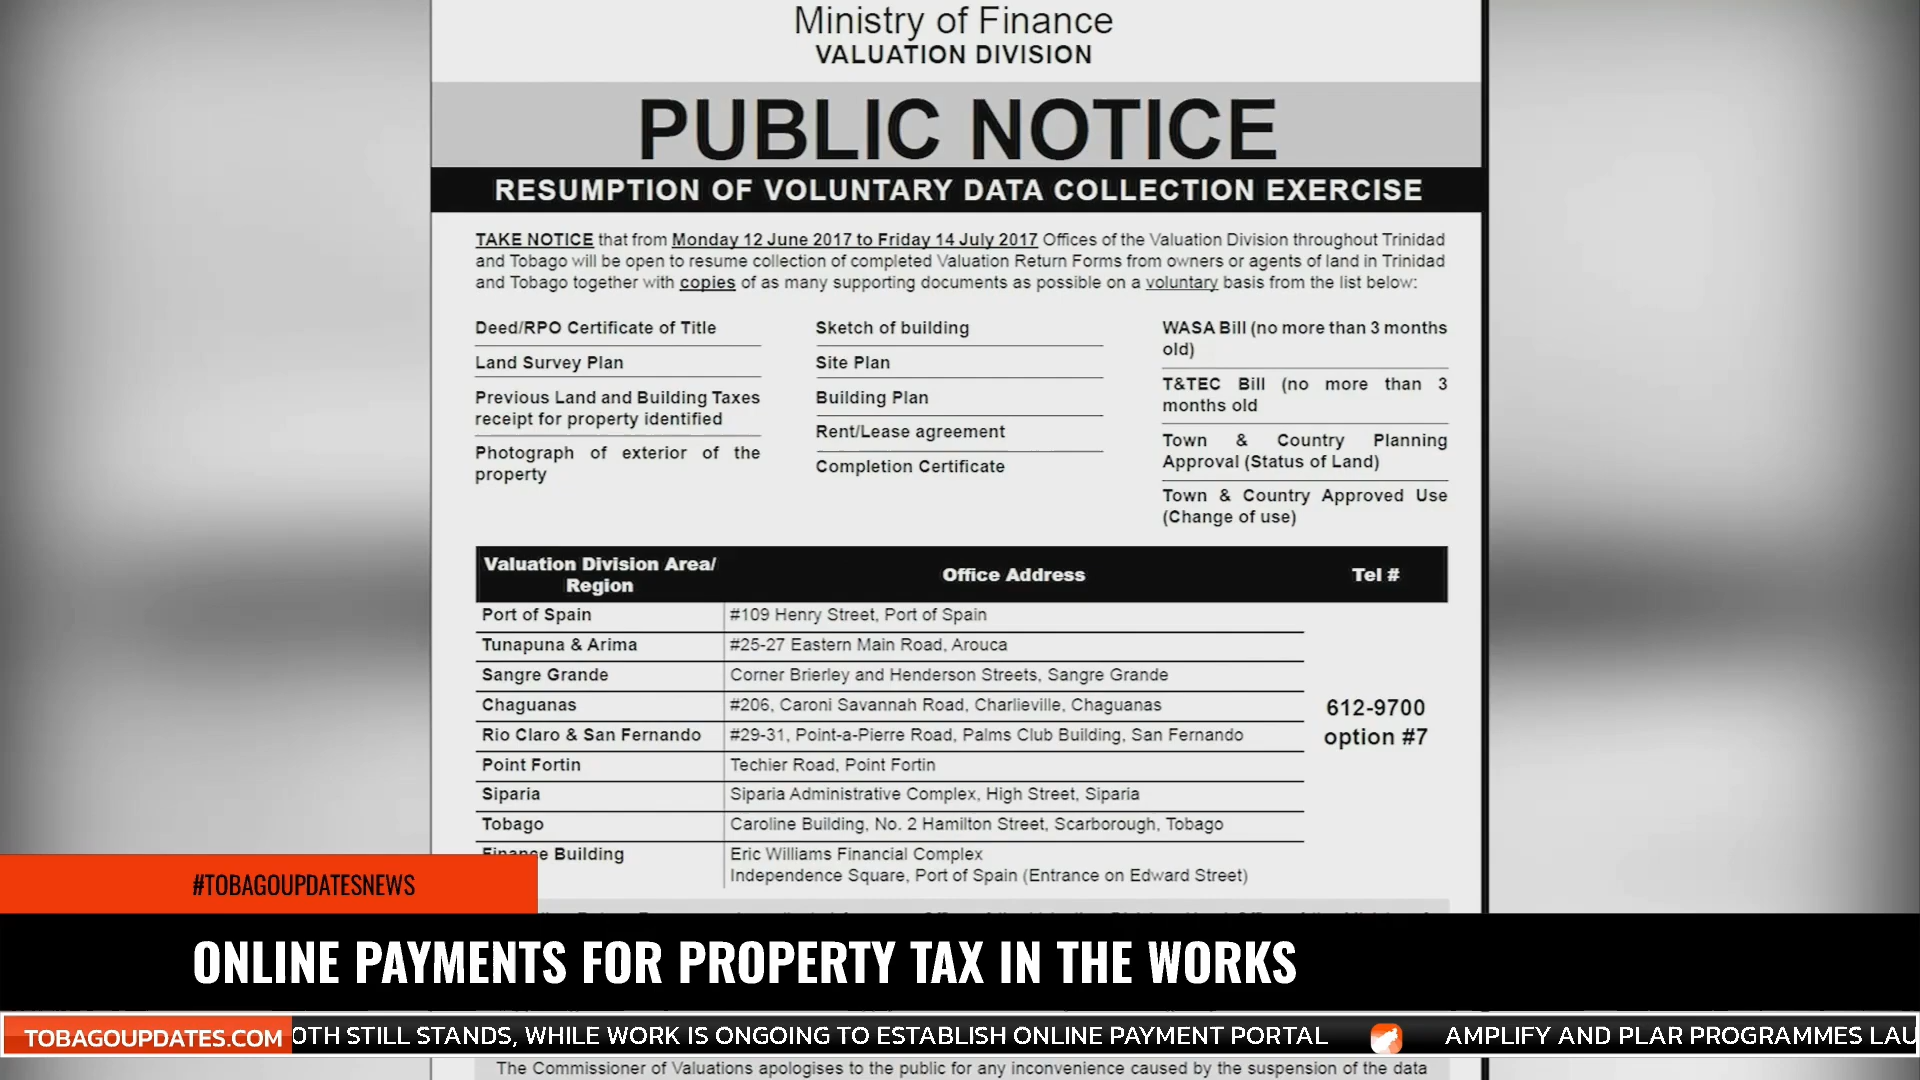 Ministry of Finance
VALUATION DIVISION
PUBLIC NOTICE
RESUMPTION OF VOLUNTARY DATA COLLECTION EXERCISE
TAKE NOTICE that from Monday 12 June 2017 to Friday 14 July 2017 Offices of the Valuation Division throughout Trinidad
and Tobago will be open to resume collection of completed Valuation Return Forms from owners or agents of land in Trinidad
and Tobago together with copies of as many supporting documents as possible on a voluntary basis from the list below:
Deed/RPO Certificate of Title
Land Survey Plan
Previous Land and Building Taxes
receipt for property identified
Photograph of exterior of the
property
Sketch of building
Site Plan
Building Plan
Rent/Lease agreement
Completion Certificate
WASA Bill (no more than 3 months
old)
T&TEC Bill (no more than 3
months old
Town & Country Planning
Approval (Status of Land)
Town & Country Approved Use
(Change of use)
Valuation Division Area/
Region
Office Address
Tel #
Port of Spain #109 Henry Street, Port of Spain
Tunapuna & Arima #25-27 Eastern Main Road, Arouca
Sangre Grande Corner Brierley and Henderson Streets, Sangre Grande
Chaguanas #206, Caroni Savannah Road, Charlieville, Chaguanas
Rio Claro & San Fernando #29-31, Point-a-Pierre Road, Palms Club Building, San Fernando
Point Fortin Techier Road, Point Fortin
Siparia Siparia Administrative Complex, High Street, Siparia
Tobago Caroline Building, No. 2 Hamilton Street, Scarborough, Tobago
Finance Building Eric Williams Financial Complex
Independence Square, Port of Spain (Entrance on Edward Street)
612-9700
option #7
#TOBAGOUPDATESNEWS
ONLINE PAYMENTS FOR PROPERTY TAX IN THE WORKS
TOBAGOUPDATES.COM
OTH STILL STANDS, WHILE WORK IS ONGOING TO ESTABLISH ONLINE PAYMENT PORTAL
AMPLIFY AND PLAR PROGRAMMES LAU
The Commissioner of Valuations apologises to the public for any inconvenience caused by the suspension of the data